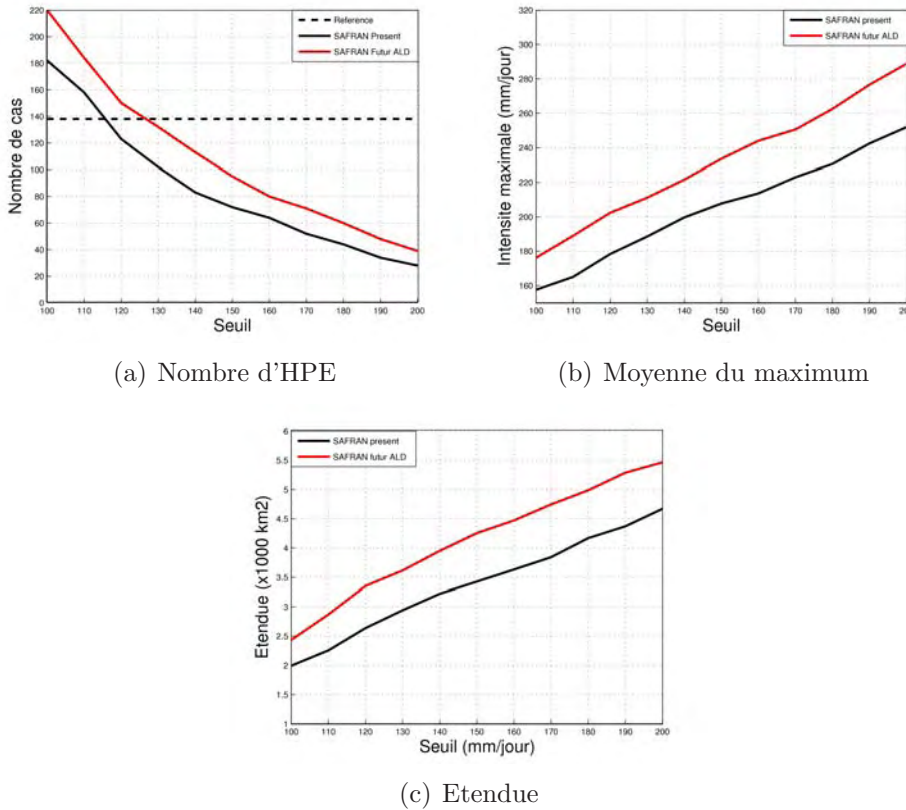 220
200
180
160
140
120
100
80
60
40
20
0
Nombre de cas
Reference
SAFRAN Present
SAFRAN Futur ALD
100 110 120 130 140 150 160 170 180 190 200
Seuil
(a) Nombre d'HPE
320
300
280
260
240
220
200
180
160
Intensite maximale (mm/jour)
SAFRAN present
SAFRAN futur ALD
100 110 120 130 140 150 160 170 180 190 200
Seuil
(b) Moyenne du maximum
6
5.5
5
4.5
4
3.5
3
2.5
2
1.5
1
Etendue (x1000 km2)
SAFRAN present
SAFRAN futur ALD
100 110 120 130 140 150 160 170 180 190 200
Seuil (mm/jour)
(c) Etendue